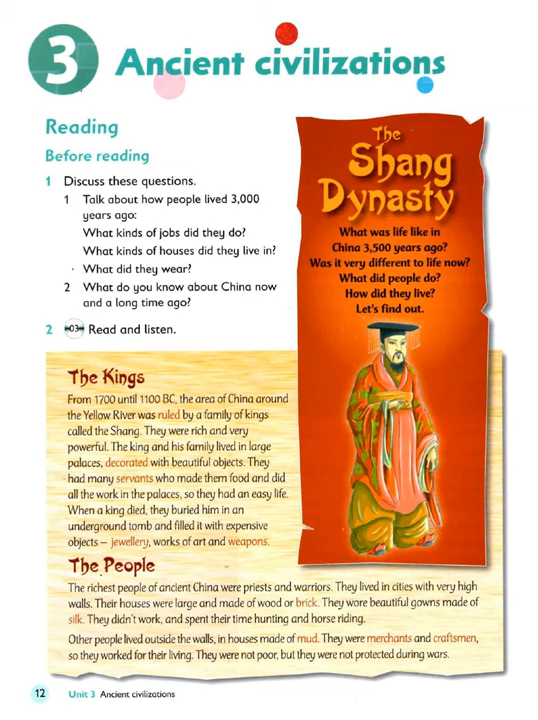 3 Ancient civilizations
Reading
Before reading
1 Discuss these questions.
1 Talk about how people lived 3,000
years ago:
What kinds of jobs did they do?
What kinds of houses did they live in?
What did they wear?
2 What do you know about China now
and a long time ago?
2 03 Read and listen.
The
Shang
Dynasty
What was life like in
China 3,500 years ago?
Was it very different to life now?
What did people do?
How did they live?
Let's find out.
The Kings
From 1700 until 1100 BC, the area of China around
the Yellow River was ruled by a family of kings
called the Shang. They were rich and very
powerful. The king and his family lived in large
palaces, decorated with beautiful objects. They
had many servants who made them food and did
all the work in the palaces, so they had an easy life.
When a king died, they buried him in an
underground tomb and filled it with expensive
objects – jewellery, works of art and weapons.
The People
The richest people of ancient China were priests and warriors. They lived in cities with very high
walls. Their houses were large and made of wood or brick. They wore beautiful gowns made of
silk. They didn't work, and spent their time hunting and horse riding.
Other people lived outside the walls, in houses made of mud. They were merchants and craftsmen,
so they worked for their living. They were not poor, but they were not protected during wars.
12 Unit 3 Ancient civilizations